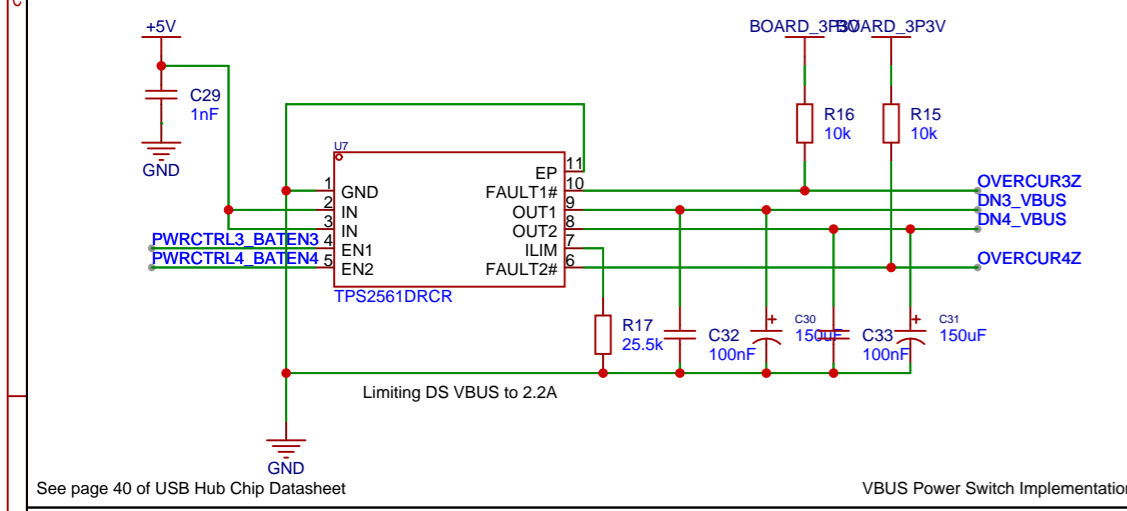 C
+5V
BOARD_3P3V
BOARD_3P3V
C29
1nF
GND
R16
10k
R15
10k
U7
EP 11
1 GND
FAULT1# 10
2 IN
OUT1 9
3 IN
OUT2 8
4 EN1
ILIM 7
5 EN2
FAULT2# 6
TPS2561DRCR
PWRCTRL3_BATEN3
PWRCTRL4_BATEN4
OVERCUR3Z
DN3_VBUS
DN4_VBUS
OVERCUR4Z
R17
25.5k
C32
100nF
+
C30
150uF
C33
100nF
+
C31
150uF
Limiting DS VBUS to 2.2A
GND
See page 40 of USB Hub Chip Datasheet
VBUS Power Switch Implementation